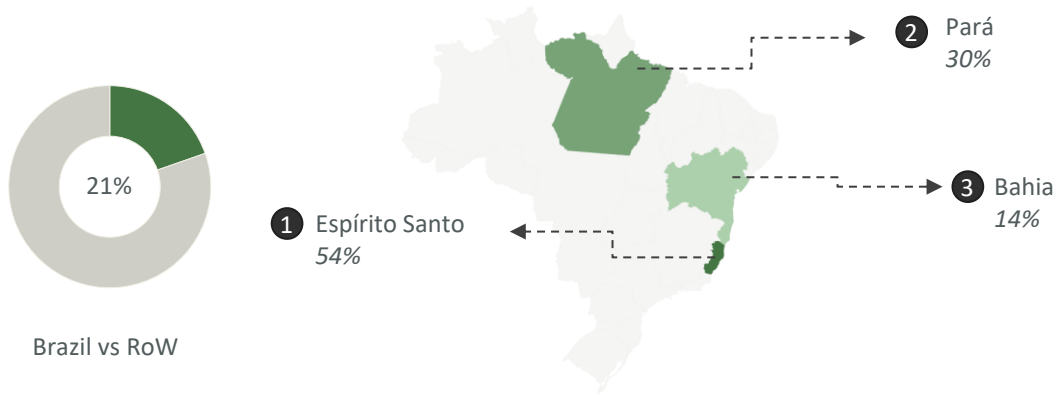 21%
Brazil vs RoW
1 Espírito Santo
54%
2 Pará
30%
3 Bahia
14%